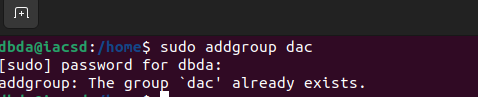 dbda@iacsd:/home$ sudo addgroup dac
[sudo] password for dbda:
addgroup: The group `dac' already exists.